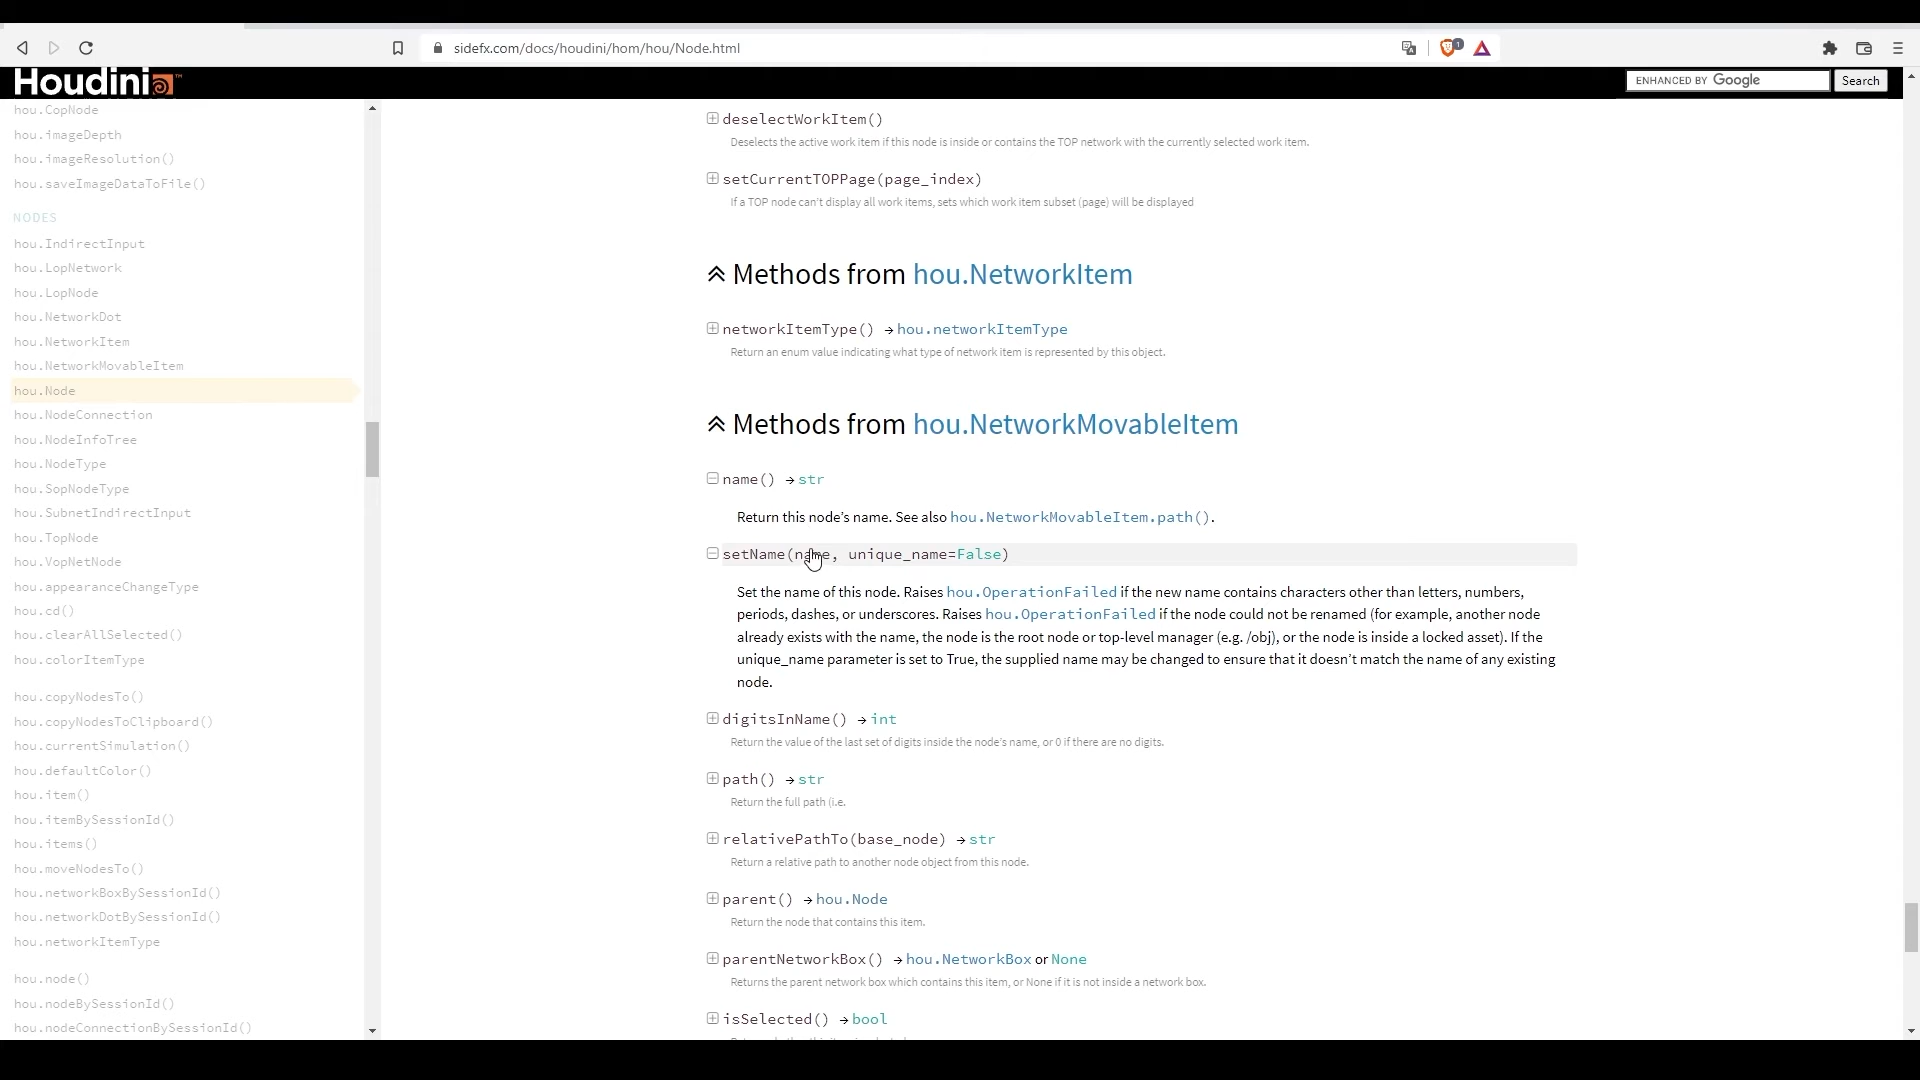 sidefx.com/docs/houdini/hom/hou/Node.html
1
Houdini
ENHANCED BY Google
Search
hou.CopNode
hou.imageDepth
hou.imageResolution()
hou.saveImageDataToFile()
NODES
hou.IndirectInput
hou.LopNetwork
hou.LopNode
hou.NetworkDot
hou.NetworkItem
hou.NetworkMovableItem
hou.Node
hou.NodeConnection
hou.NodeInfoTree
hou.NodeType
hou.SopNodeType
hou.SubnetIndirectInput
hou.TopNode
hou.VopNetNode
hou.appearanceChangeType
hou.cd()
hou.clearAllSelected()
hou.colorItemType
hou.copyNodesTo()
hou.copyNodesToClipboard()
hou.currentSimulation()
hou.defaultColor()
hou.item()
hou.itemBySessionId()
hou.items()
hou.moveNodesTo()
hou.networkBoxBySessionId()
hou.networkDotBySessionId()
hou.networkItemType
hou.node()
hou.nodeBySessionId()
hou.nodeConnectionBySessionId()
deselectWorkItem()
Deselects the active work item if this node is inside or contains the TOP network with the currently selected work item.
setCurrentTOPPage(page_index)
If a TOP node can't display all work items, sets which work item subset (page) will be displayed
Methods from hou.NetworkItem
networkItemType() → hou.networkItemType
Return an enum value indicating what type of network item is represented by this object.
Methods from hou.NetworkMovableItem
name() → str
Return this node's name. See also hou.NetworkMovableItem.path().
setName(name, unique_name=False)
Set the name of this node. Raises hou.OperationFailed if the new name contains characters other than letters, numbers,
periods, dashes, or underscores. Raises hou.OperationFailed if the node could not be renamed (for example, another node
already exists with the name, the node is the root node or top-level manager (e.g. /obj), or the node is inside a locked asset). If the
unique_name parameter is set to True, the supplied name may be changed to ensure that it doesn't match the name of any existing
node.
digitsInName() → int
Return the value of the last set of digits inside the node's name, or 0 if there are no digits.
path() → str
Return the full path (i.e.
relativePathTo(base_node) → str
Return a relative path to another node object from this node.
parent() → hou.Node
Return the node that contains this item.
parentNetworkBox() → hou.NetworkBox or None
Returns the parent network box which contains this item, or None if it is not inside a network box.
isSelected() → bool